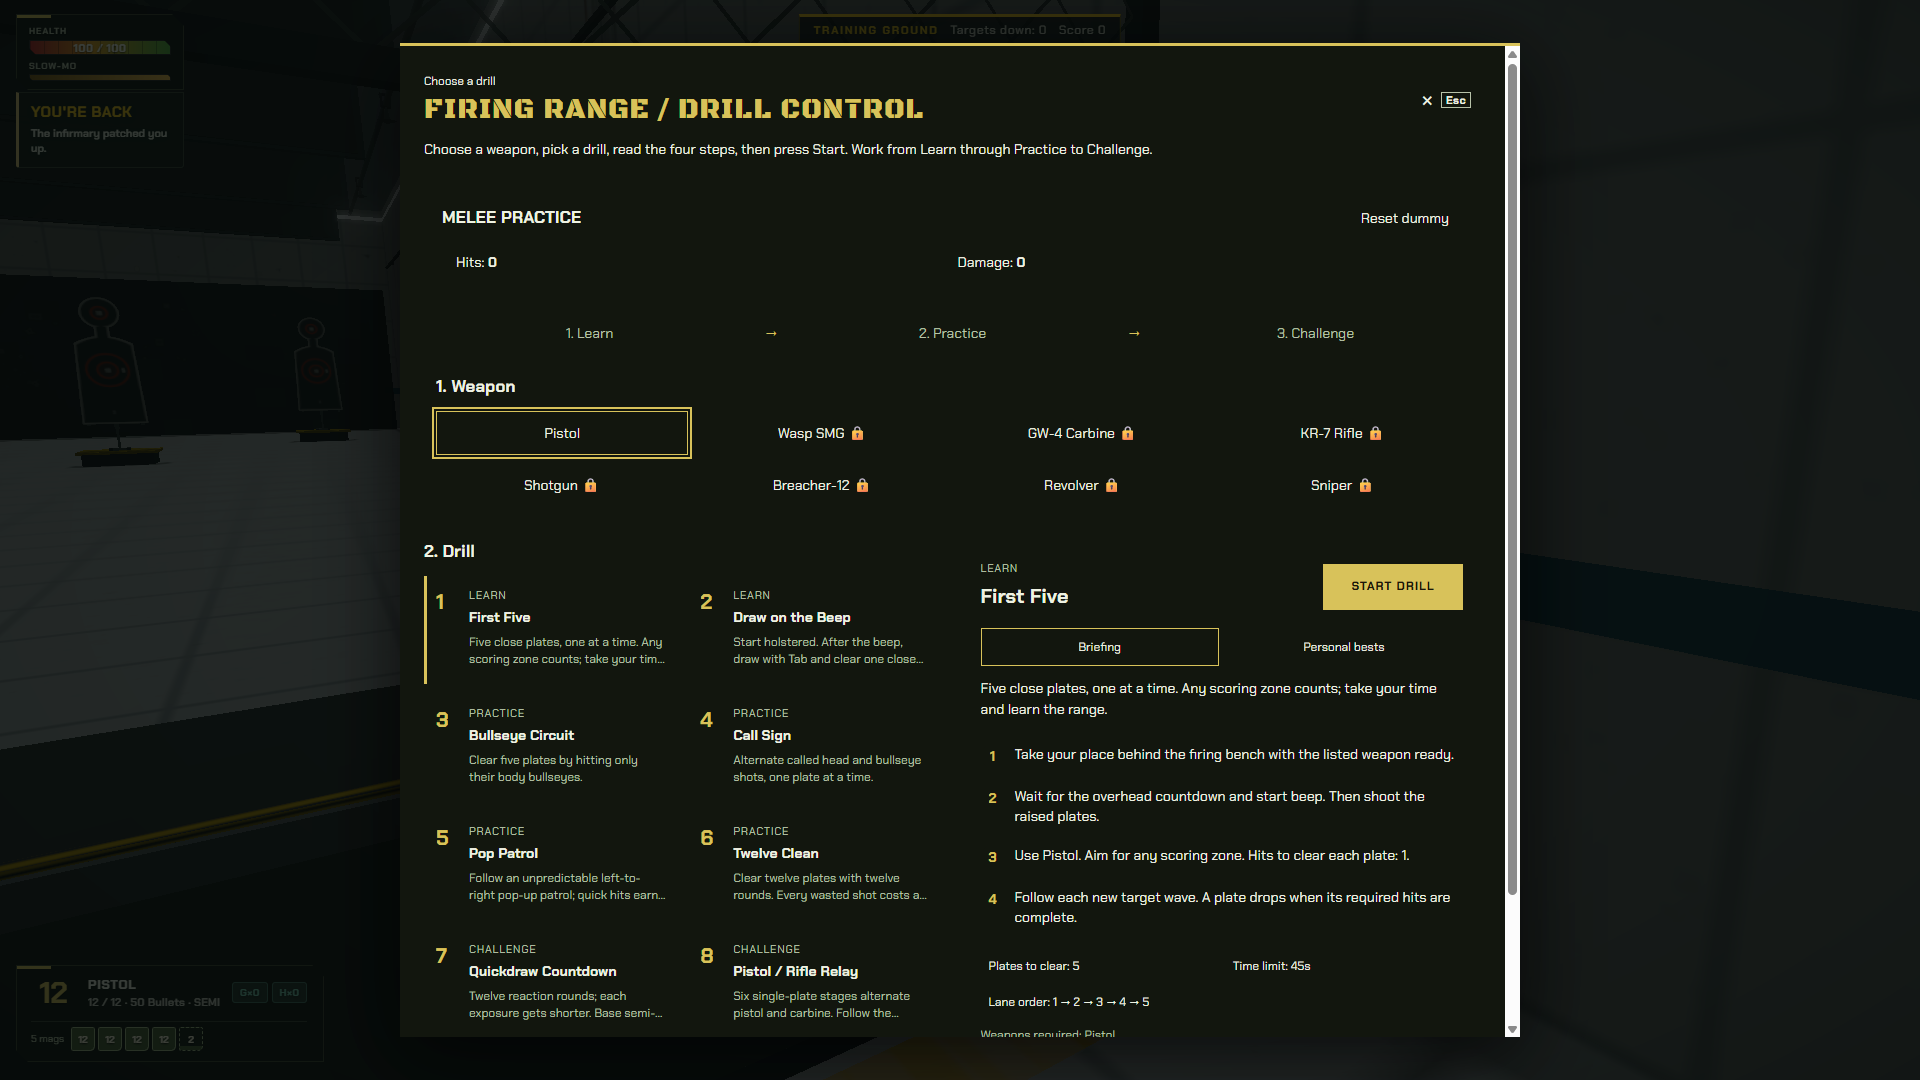 HEALTH
100 / 100
SLOW-MO
YOU'RE BACK
The infirmary patched you
up.
TRAINING GROUND Targets down: 0 Score 0
Choose a drill
FIRING RANGE / DRILL CONTROL
× Esc
Choose a weapon, pick a drill, read the four steps, then press Start. Work from Learn through Practice to Challenge.
MELEE PRACTICE
Reset dummy
Hits: 0
Damage: 0
1. Learn → 2. Practice → 3. Challenge
1. Weapon
Pistol
Wasp SMG
GW-4 Carbine
KR-7 Rifle
Shotgun
Breacher-12
Revolver
Sniper
2. Drill
1 LEARN
First Five
Five close plates, one at a time. Any
scoring zone counts; take your tim...
2 LEARN
Draw on the Beep
Start holstered. After the beep,
draw with Tab and clear one close...
3 PRACTICE
Bullseye Circuit
Clear five plates by hitting only
their body bullseyes.
4 PRACTICE
Call Sign
Alternate called head and bullseye
shots, one plate at a time.
5 PRACTICE
Pop Patrol
Follow an unpredictable left-to-
right pop-up patrol; quick hits earn...
6 PRACTICE
Twelve Clean
Clear twelve plates with twelve
rounds. Every wasted shot costs a...
7 CHALLENGE
Quickdraw Countdown
Twelve reaction rounds; each
exposure gets shorter. Base semi-...
8 CHALLENGE
Pistol / Rifle Relay
Six single-plate stages alternate
pistol and carbine. Follow the...
LEARN
First Five
START DRILL
Briefing
Personal bests
Five close plates, one at a time. Any scoring zone counts; take your time
and learn the range.
1 Take your place behind the firing bench with the listed weapon ready.
2 Wait for the overhead countdown and start beep. Then shoot the
raised plates.
3 Use Pistol. Aim for any scoring zone. Hits to clear each plate: 1.
4 Follow each new target wave. A plate drops when its required hits are
complete.
Plates to clear: 5
Time limit: 45s
Lane order: 1 → 2 → 3 → 4 → 5
Weapons required: Pistol
12 PISTOL
12 / 12 · 50 Bullets · SEMI
G×0 H×0
5 mags 12 12 12 12 2